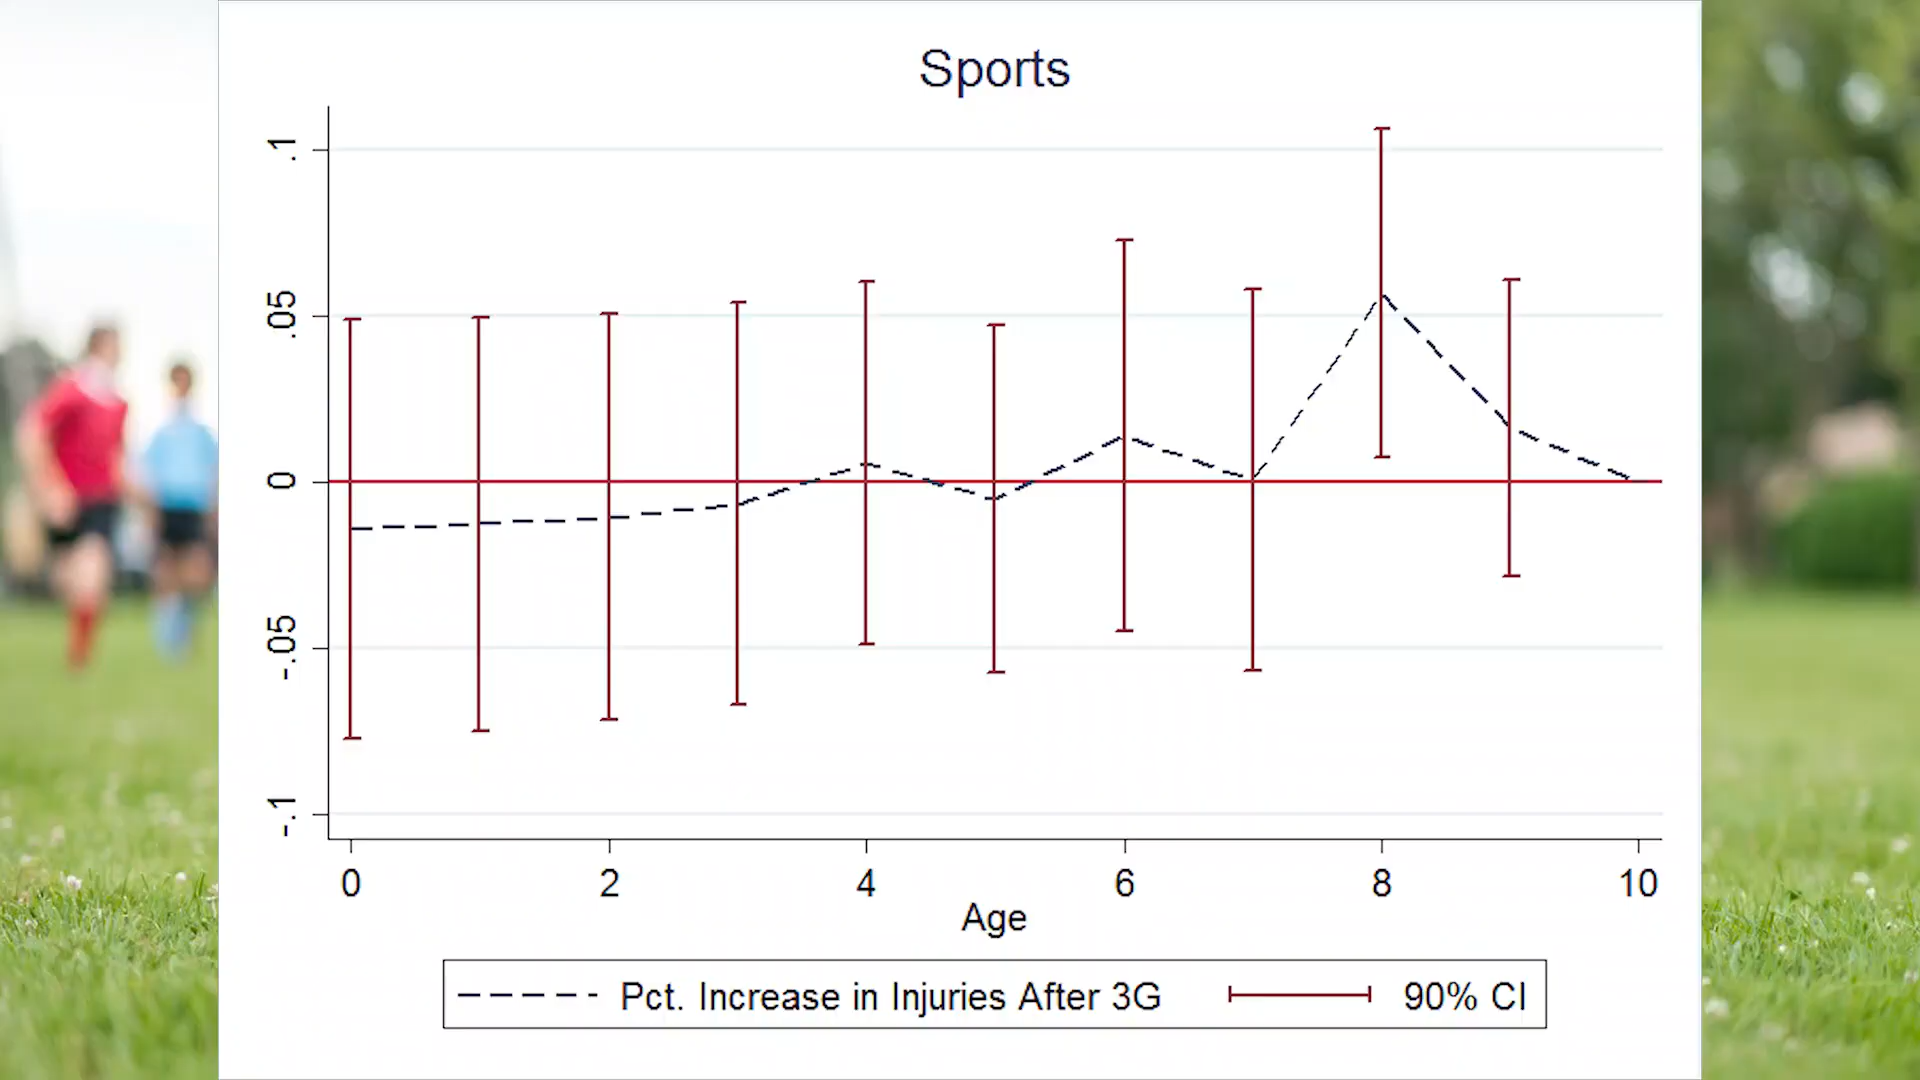 Sports
.1
.05
0
-.05
-.1
0 2 4 6 8 10
Age
Pct. Increase in Injuries After 3G 90% CI